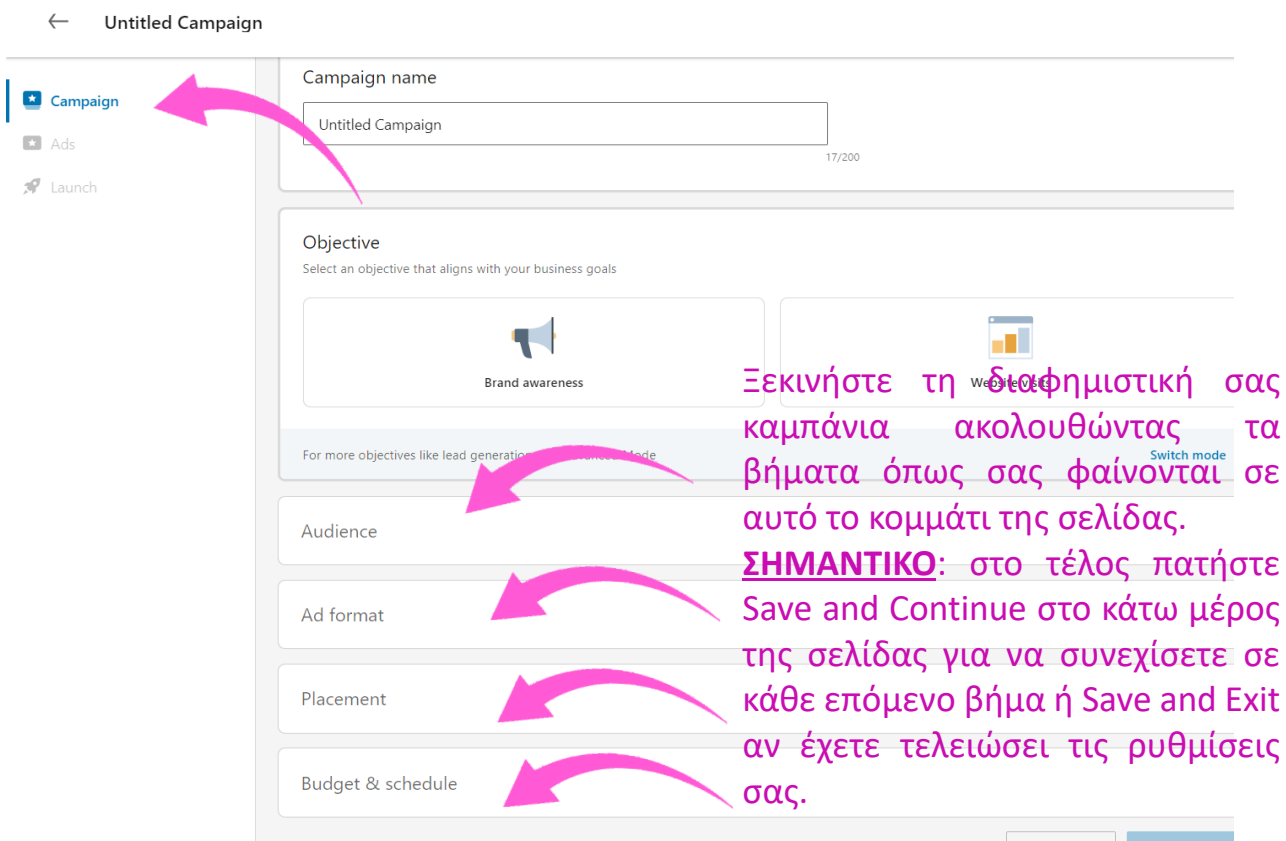 Untitled Campaign
Campaign
Ads
Launch
Campaign name
Untitled Campaign
17/200
Objective
Select an objective that aligns with your business goals
Brand awareness
Website visits
For more objectives like lead generation Mode
Switch mode
Audience
Ad format
Placement
Budget & schedule
Ξεκινήστε τη διαφημιστική σας
καμπάνια ακολουθώντας τα
βήματα όπως σας φαίνονται σε
αυτό το κομμάτι της σελίδας.
ΣΗΜΑΝΤΙΚΟ: στο τέλος πατήστε
Save and Continue στο κάτω μέρος
της σελίδας για να συνεχίσετε σε
κάθε επόμενο βήμα ή Save and Exit
αν έχετε τελειώσει τις ρυθμίσεις
σας.